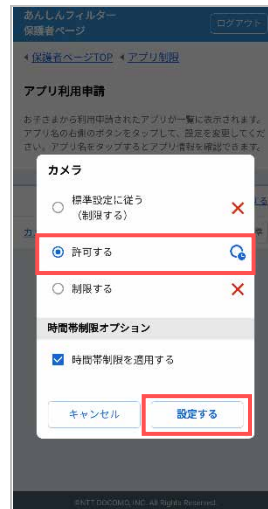 あんしんフィルター
保護者ページ
ログアウト
保護者ページTOP
アプリ制限
アプリ利用申請
お子さまから利用申請されたアプリが一覧に表示されます。
アプリ名の右側のボタンをタップして、設定を変更してくだ
さい。アプリ名をタップするとアプリ情報を確認できます。
カメラ
標準設定に従う
（制限する）
許可する
制限する
時間帯制限オプション
時間帯制限を適用する
キャンセル
設定する
©NTT DOCOMO, INC. All Rights Reserved.